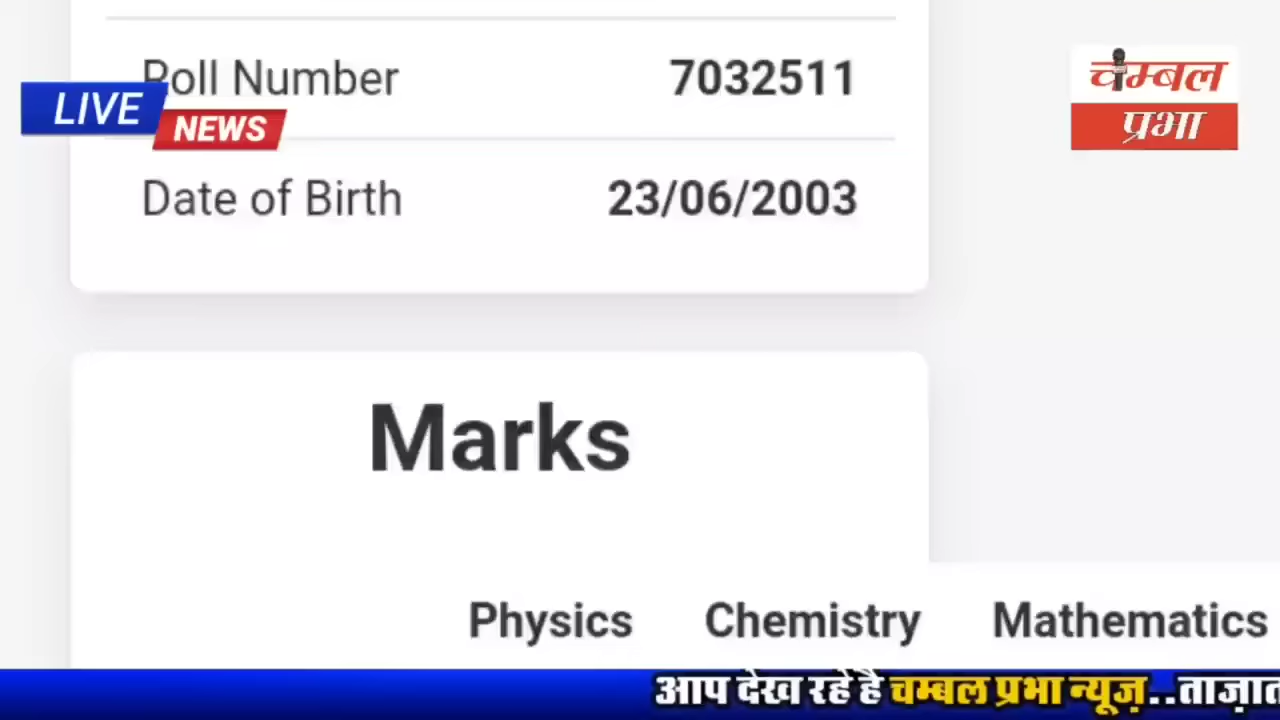 Roll Number 7032511
LIVE
NEWS
चम्बल
प्रभा
Date of Birth 23/06/2003
Marks
Physics Chemistry Mathematics
आप देख रहे है चम्बल प्रभा न्यूज़..ताज़ात